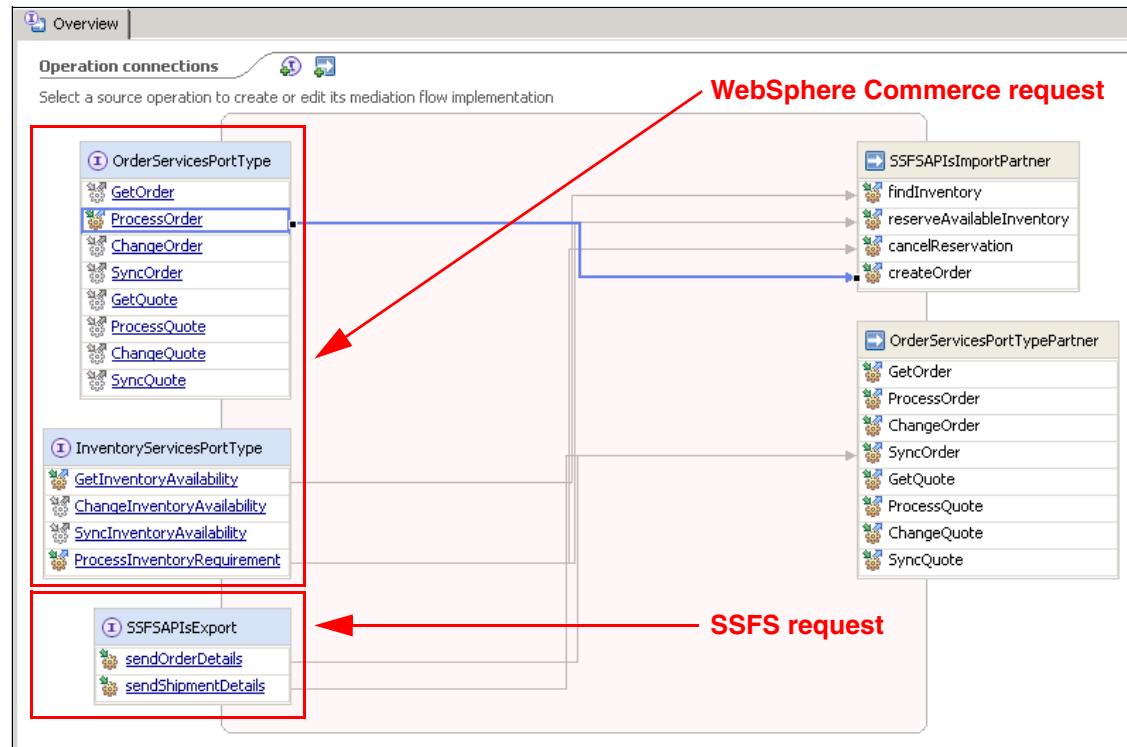 Overview
Operation connections
Select a source operation to create or edit its mediation flow implementation
WebSphere Commerce request
OrderServicesPortType
GetOrder
ProcessOrder
ChangeOrder
SyncOrder
GetQuote
ProcessQuote
ChangeQuote
SyncQuote
InventoryServicesPortType
GetInventoryAvailability
ChangeInventoryAvailability
SyncInventoryAvailability
ProcessInventoryRequirement
SSFSAPIsExport
sendOrderDetails
sendShipmentDetails
SSFS request
SSFSAPIsImportPartner
findInventory
reserveAvailableInventory
cancelReservation
createOrder
OrderServicesPortTypePartner
GetOrder
ProcessOrder
ChangeOrder
SyncOrder
GetQuote
ProcessQuote
ChangeQuote
SyncQuote